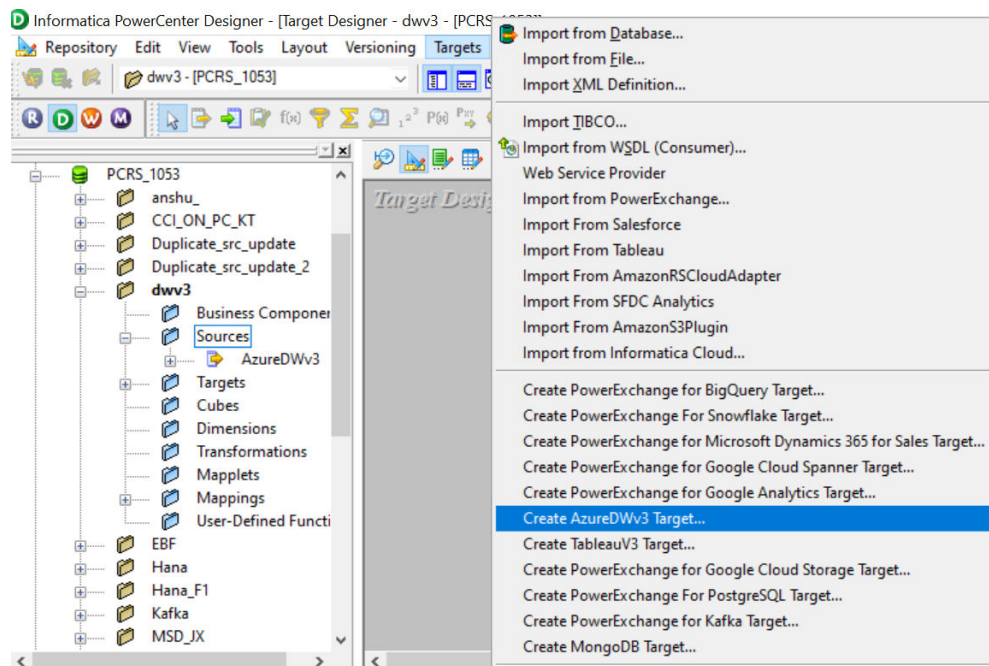 Informatica PowerCenter Designer - [Target Designer - dwv3 - [PCRS_1053]]
Repository Edit View Tools Layout Versioning Targets
dwv3 - [PCRS_1053]
R D W M
f(x) P(x)
PCRS_1053
anshu_
CCI_ON_PC_KT
Duplicate_src_update
Duplicate_src_update_2
dwv3
Business Componen
Sources
AzureDWv3
Targets
Cubes
Dimensions
Transformations
Mapplets
Mappings
User-Defined Functi
EBF
Hana
Hana_F1
Kafka
MSD_JX
Target Desig
Import from Database...
Import from File...
Import XML Definition...
Import TIBCO...
Import from WSDL (Consumer)...
Web Service Provider
Import from PowerExchange...
Import From Salesforce
Import From Tableau
Import From AmazonRSCloudAdapter
Import From SFDC Analytics
Import From AmazonS3Plugin
Import from Informatica Cloud...
Create PowerExchange for BigQuery Target...
Create PowerExchange For Snowflake Target...
Create PowerExchange for Microsoft Dynamics 365 for Sales Target...
Create PowerExchange for Google Cloud Spanner Target...
Create PowerExchange for Google Analytics Target...
Create AzureDWv3 Target...
Create TableauV3 Target...
Create PowerExchange for Google Cloud Storage Target...
Create PowerExchange For PostgreSQL Target...
Create PowerExchange for Kafka Target...
Create MongoDB Target...